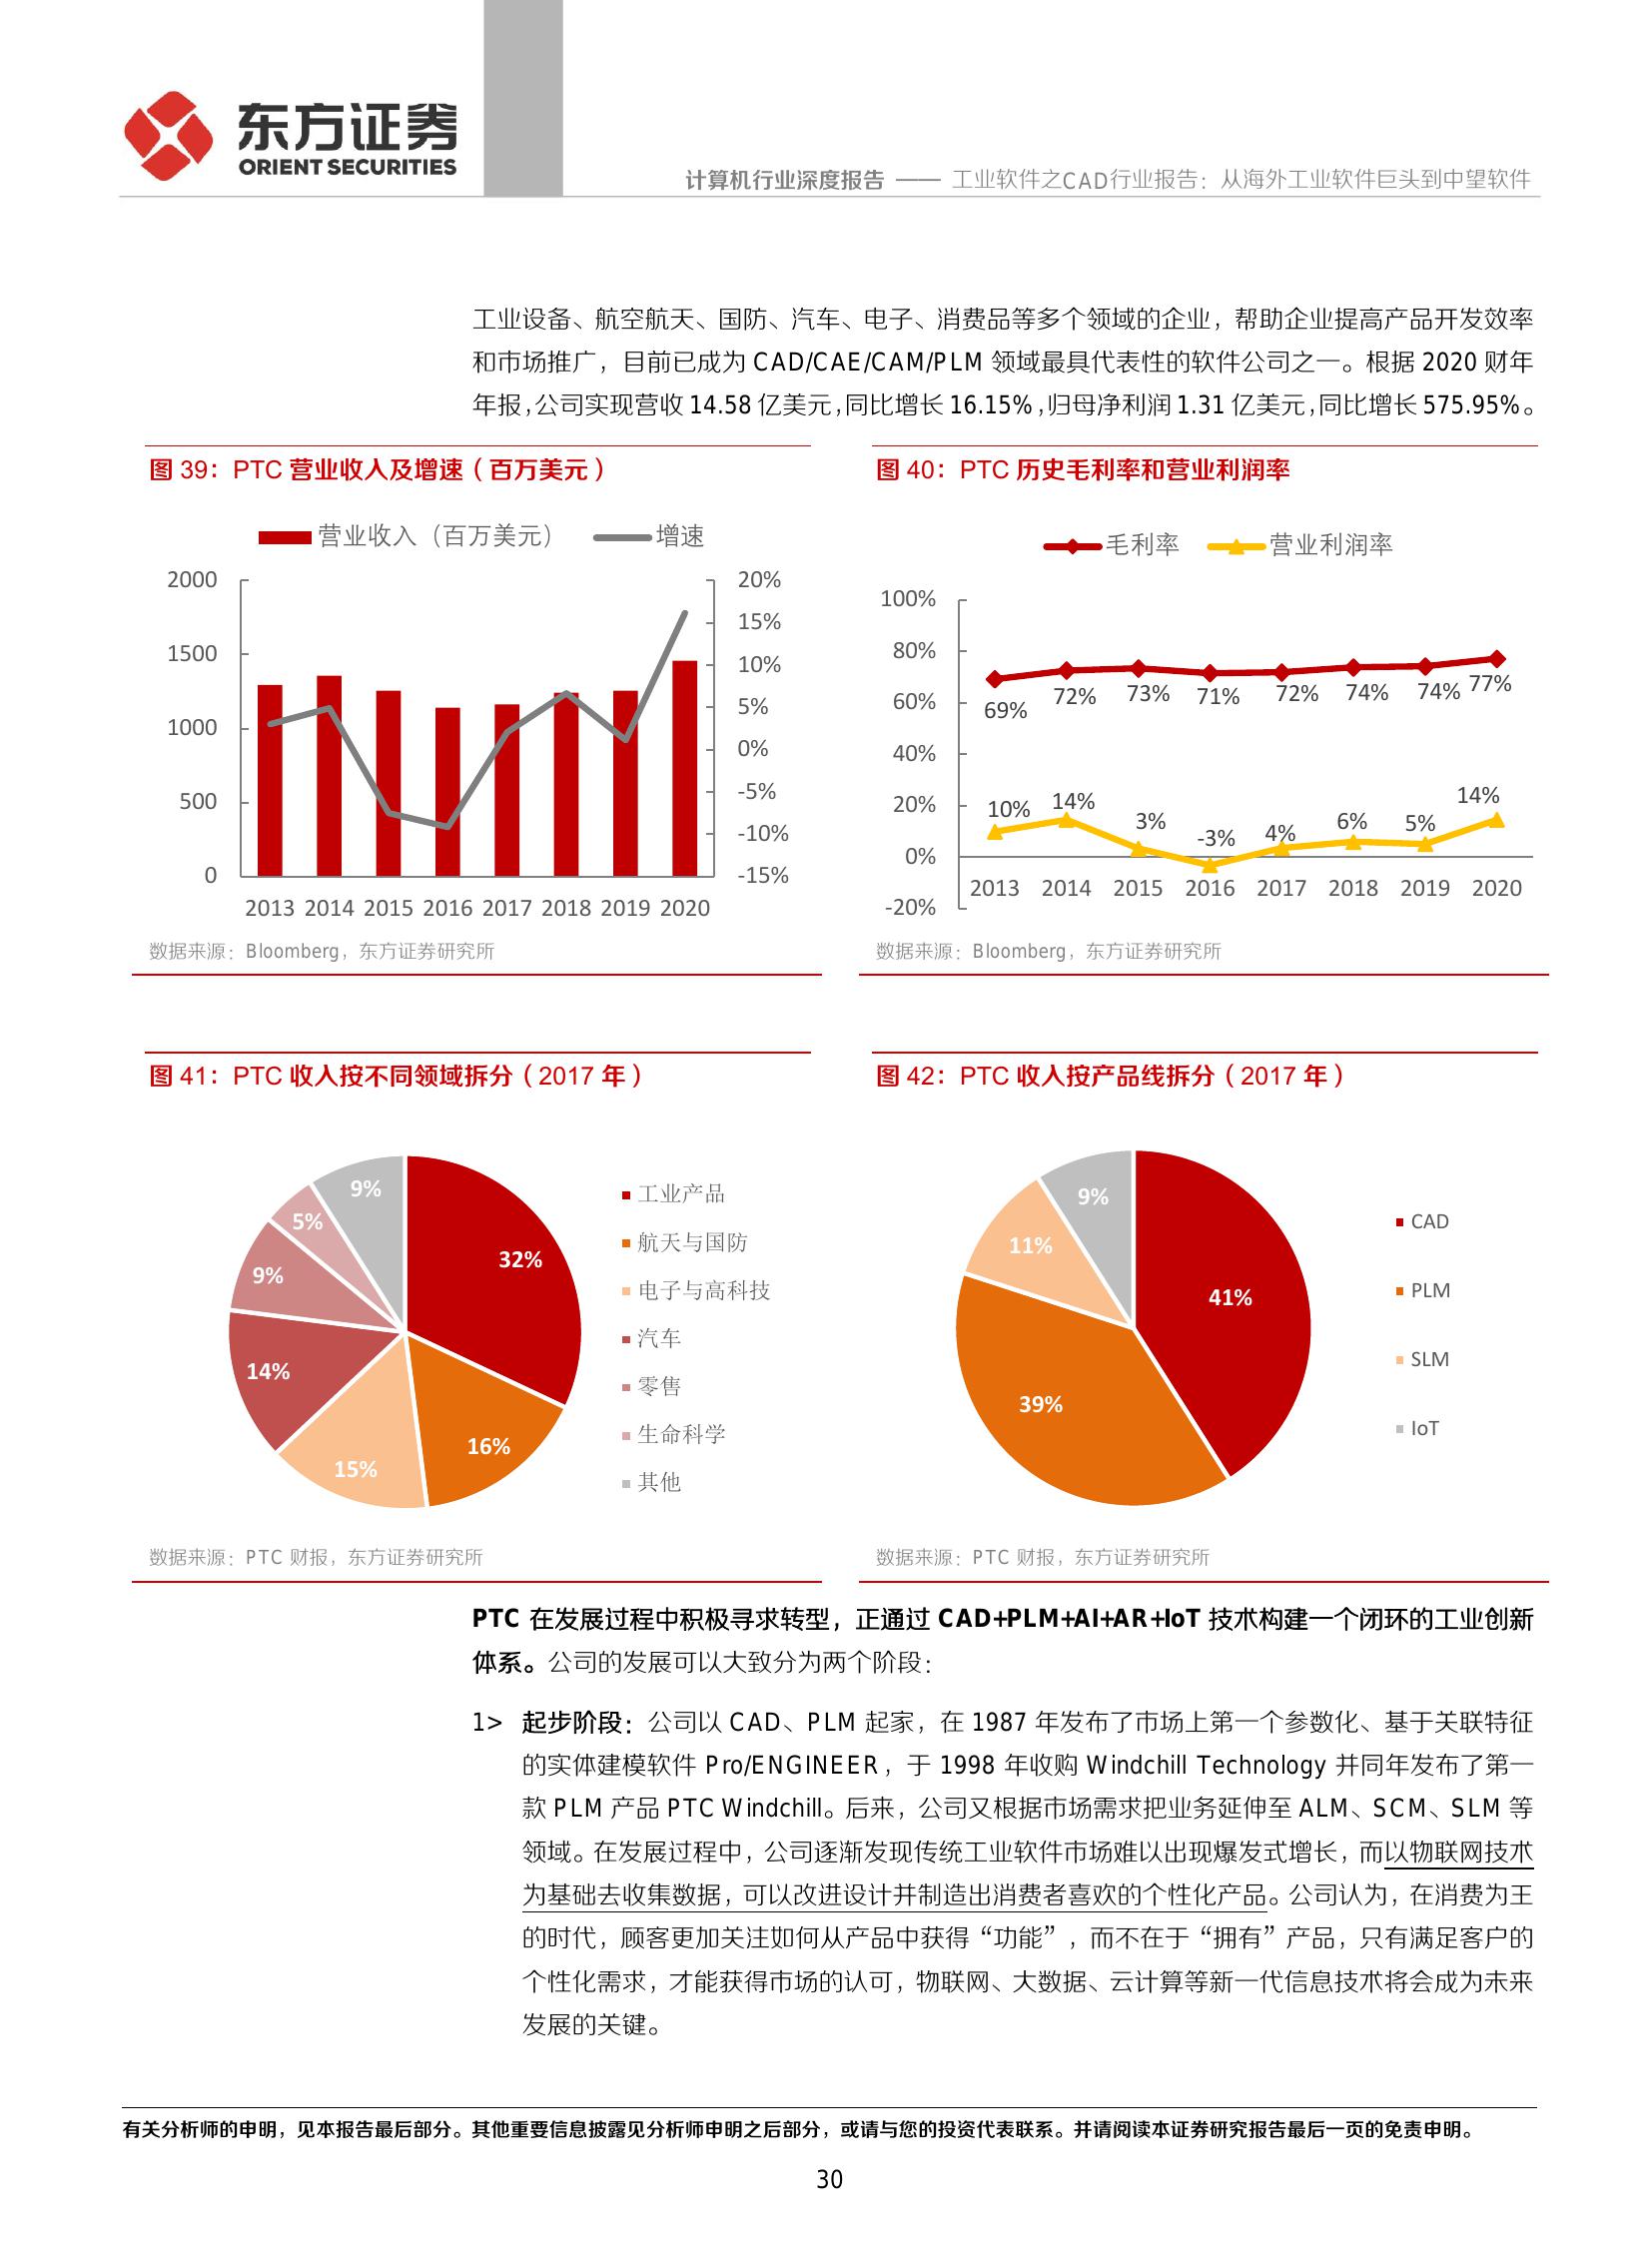 东方证券
ORIENT SECURITIES
计算机行业深度报告 —— 工业软件之CAD行业报告：从海外工业软件巨头到中望软件
工业设备、航空航天、国防、汽车、电子、消费品等多个领域的企业，帮助企业提高产品开发效率
和市场推广，目前已成为 CAD/CAE/CAM/PLM 领域最具代表性的软件公司之一。根据 2020 财年
年报，公司实现营收 14.58 亿美元，同比增长 16.15%，归母净利润 1.31 亿美元，同比增长 575.95%。
图 39：PTC 营业收入及增速（百万美元）
营业收入（百万美元） 增速
2000
1500
1000
500
0
20%
15%
10%
5%
0%
-5%
-10%
-15%
2013 2014 2015 2016 2017 2018 2019 2020
数据来源：Bloomberg，东方证券研究所
图 40：PTC 历史毛利率和营业利润率
毛利率 营业利润率
100%
80%
60%
40%
20%
0%
-20%
69% 72% 73% 71% 72% 74% 74% 77%
10% 14% 3% -3% 4% 6% 5% 14%
2013 2014 2015 2016 2017 2018 2019 2020
数据来源：Bloomberg，东方证券研究所
图 41：PTC 收入按不同领域拆分（2017 年）
32%
16%
15%
14%
9%
5%
9%
工业产品
航天与国防
电子与高科技
汽车
零售
生命科学
其他
数据来源：PTC 财报，东方证券研究所
图 42：PTC 收入按产品线拆分（2017 年）
41%
39%
11%
9%
CAD
PLM
SLM
IoT
数据来源：PTC 财报，东方证券研究所
PTC 在发展过程中积极寻求转型，正通过 CAD+PLM+AI+AR+IoT 技术构建一个闭环的工业创新
体系。公司的发展可以大致分为两个阶段：
1> 起步阶段：公司以 CAD、PLM 起家，在 1987 年发布了市场上第一个参数化、基于关联特征
的实体建模软件 Pro/ENGINEER，于 1998 年收购 Windchill Technology 并同年发布了第一
款 PLM 产品 PTC Windchill。后来，公司又根据市场需求把业务延伸至 ALM、SCM、SLM 等
领域。在发展过程中，公司逐渐发现传统工业软件市场难以出现爆发式增长，而以物联网技术
为基础去收集数据，可以改进设计并制造出消费者喜欢的个性化产品。公司认为，在消费为王
的时代，顾客更加关注如何从产品中获得“功能”，而不在于“拥有”产品，只有满足客户的
个性化需求，才能获得市场的认可，物联网、大数据、云计算等新一代信息技术将会成为未来
发展的关键。
有关分析师的申明，见本报告最后部分。其他重要信息披露见分析师申明之后部分，或请与您的投资代表联系。并请阅读本证券研究报告最后一页的免责申明。
30